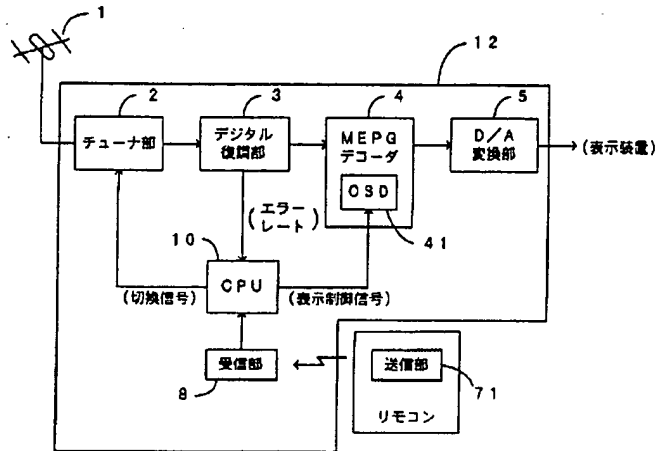 1
12
2
3
4
5
チューナ部
デジタル
復調部
MEPG
デコーダ
D/A
変換部
(表示装置)
OSD
41
(エラー
レート)
10
CPU
(切換信号)
(表示制御信号)
受信部
8
送信部
71
リモコン